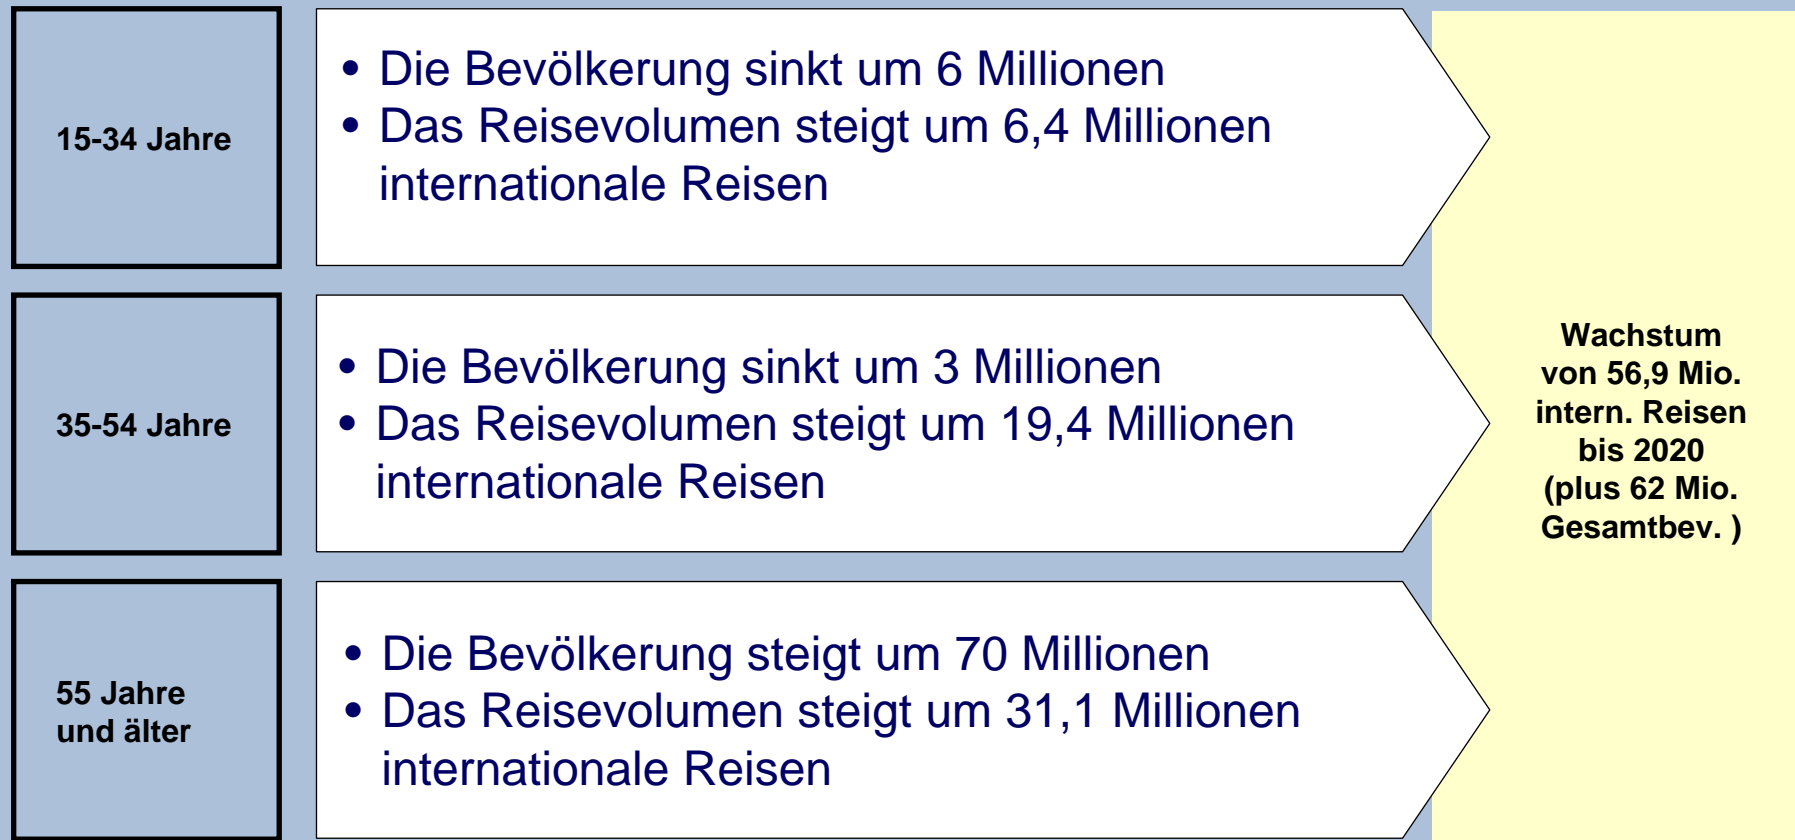 15-34 Jahre
• Die Bevölkerung sinkt um 6 Millionen
• Das Reisevolumen steigt um 6,4 Millionen
internationale Reisen
35-54 Jahre
• Die Bevölkerung sinkt um 3 Millionen
• Das Reisevolumen steigt um 19,4 Millionen
internationale Reisen
55 Jahre
und älter
• Die Bevölkerung steigt um 70 Millionen
• Das Reisevolumen steigt um 31,1 Millionen
internationale Reisen
Wachstum
von 56,9 Mio.
intern. Reisen
bis 2020
(plus 62 Mio.
Gesamtbev. )